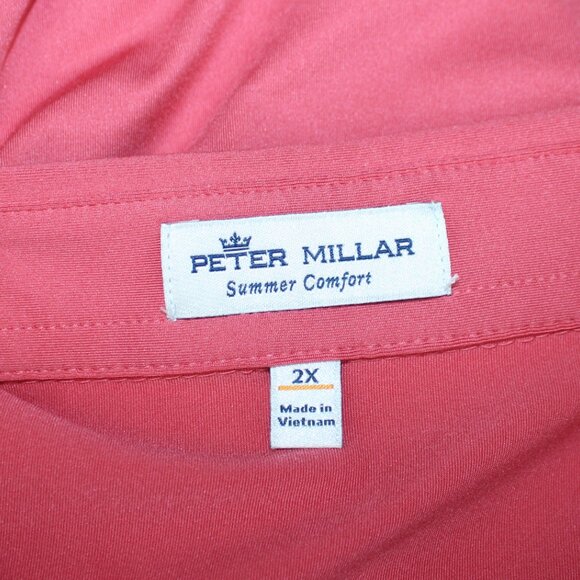 PETER MILLAR
Summer Comfort
2X
Made in
Vietnam